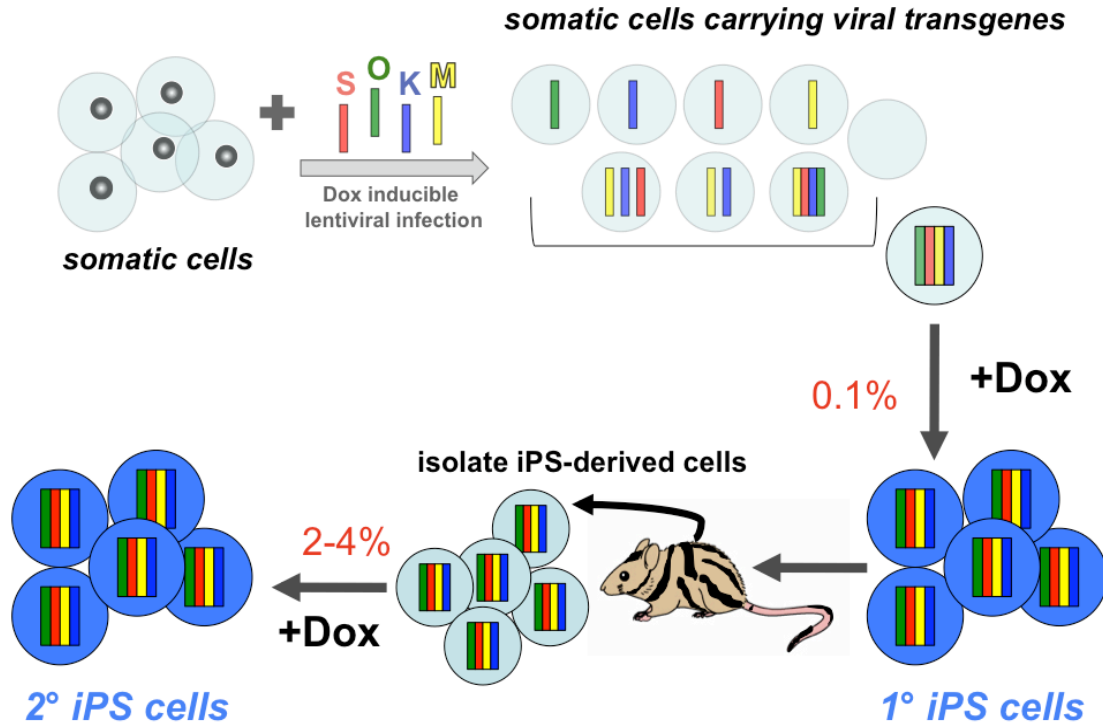 somatic cells carrying viral transgenes
S O K M
+
Dox inducible
lentiviral infection
somatic cells
+Dox
0.1%
isolate iPS-derived cells
2-4%
+Dox
2° iPS cells
1° iPS cells